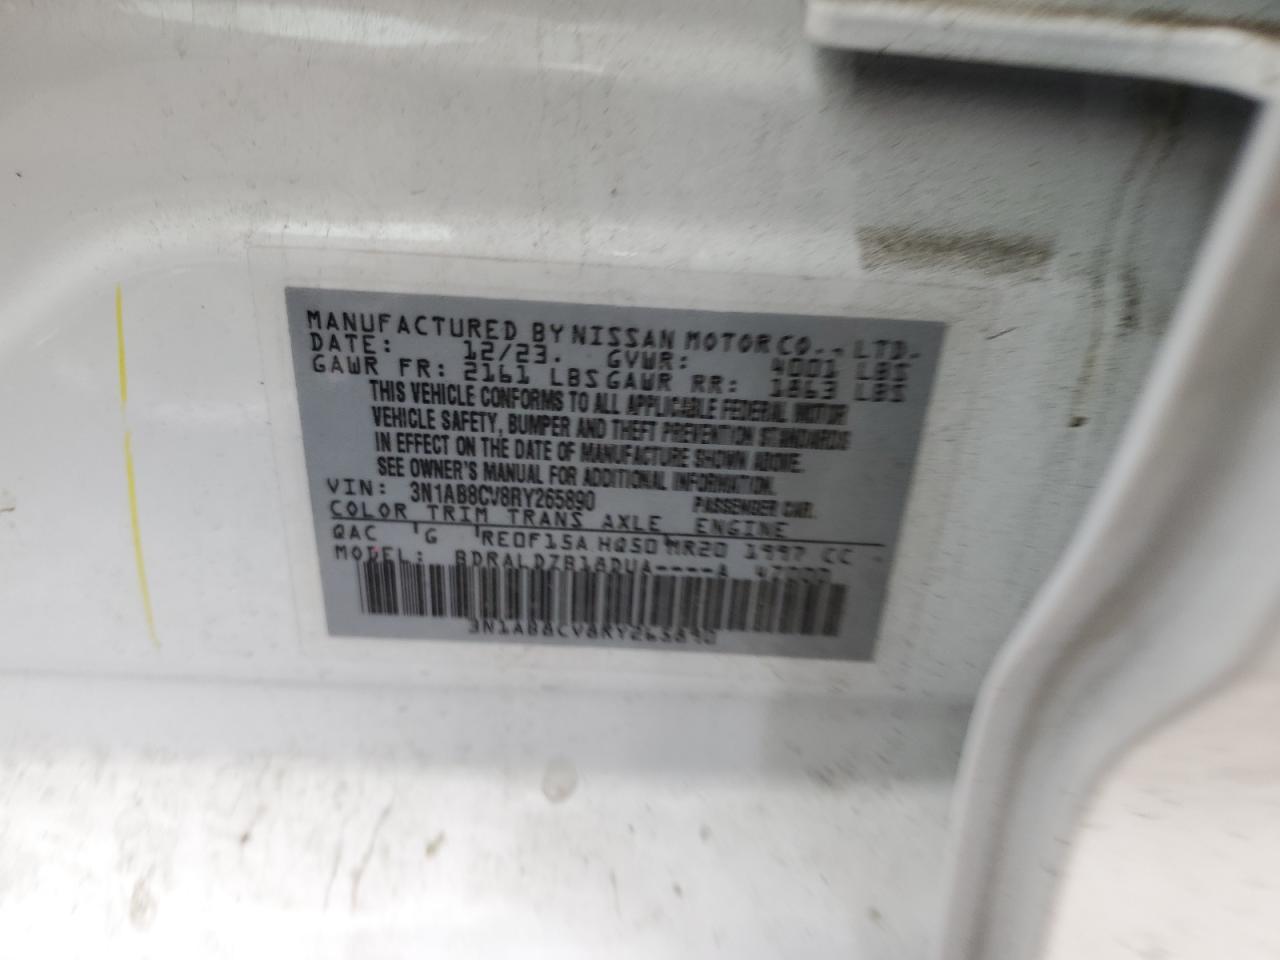 MANUFACTURED BY NISSAN MOTOR CO., LTD.
DATE: 12/23. GVWR: 4001 LBS
GAWR FR: 2161 LBS GAWR RR: 1863 LBS
THIS VEHICLE CONFORMS TO ALL APPLICABLE FEDERAL MOTOR
VEHICLE SAFETY, BUMPER AND THEFT PREVENTION STANDARDS
IN EFFECT ON THE DATE OF MANUFACTURE SHOWN ABOVE.
SEE OWNER'S MANUAL FOR ADDITIONAL INFORMATION.
VIN: 3N1AB8CV8RY265890 PASSENGER CAR.
COLOR TRIM TRANS AXLE ENGINE
QAC G RE0F15A HQ50 MR20 1997 CC
MODEL:
3N1AB8CV8RY265890